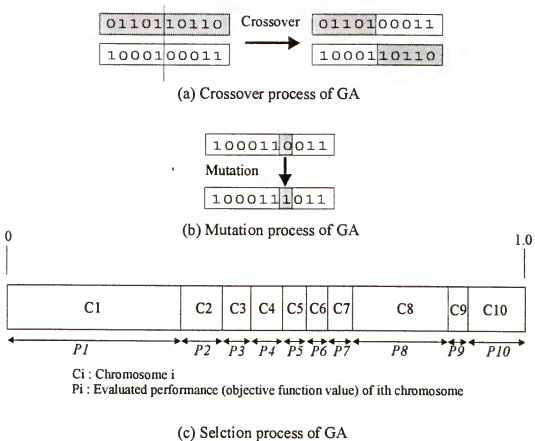 0110110110 Crossover 0110100011
1000100011 1000110110
(a) Crossover process of GA
1000110011
Mutation
1000111011
(b) Mutation process of GA
0 1.0
C1 C2 C3 C4 C5 C6 C7 C8 C9 C10
P1 P2 P3 P4 P5 P6 P7 P8 P9 P10
Ci : Chromosome i
Pi : Evaluated performance (objective function value) of ith chromosome
(c) Selction process of GA